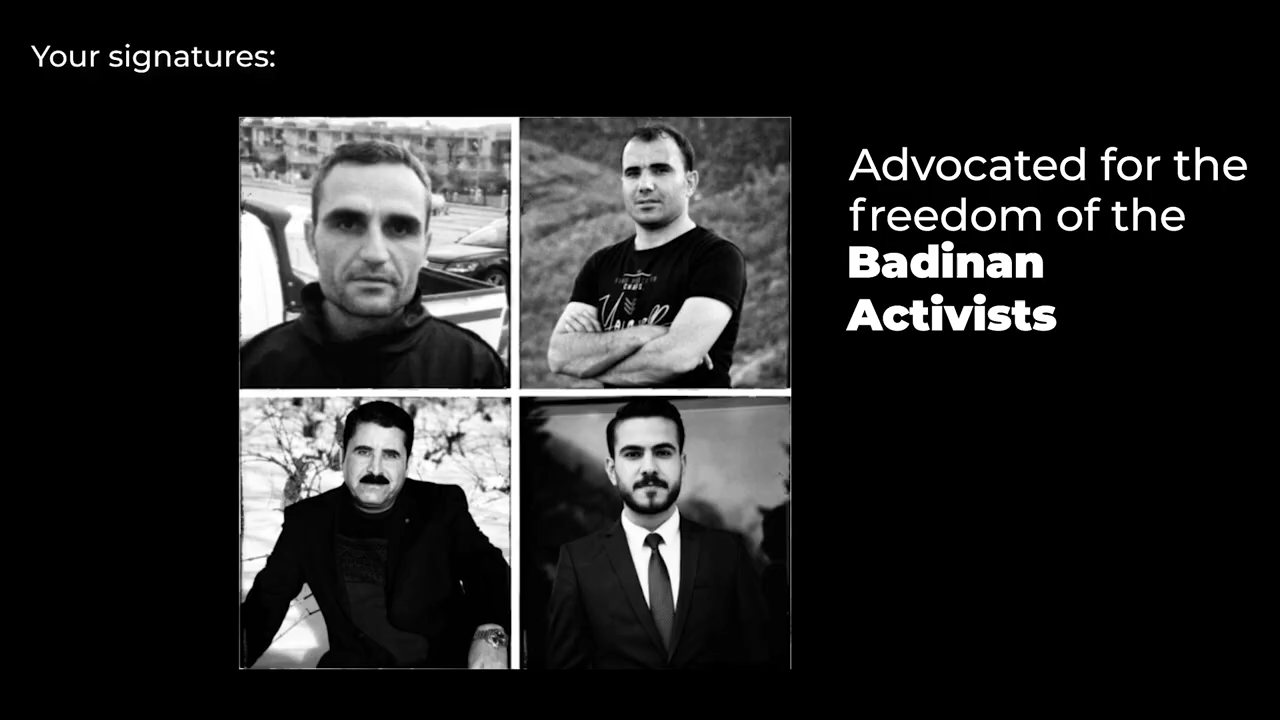 Your signatures:
Advocated for the
freedom of the
Badinan
Activists